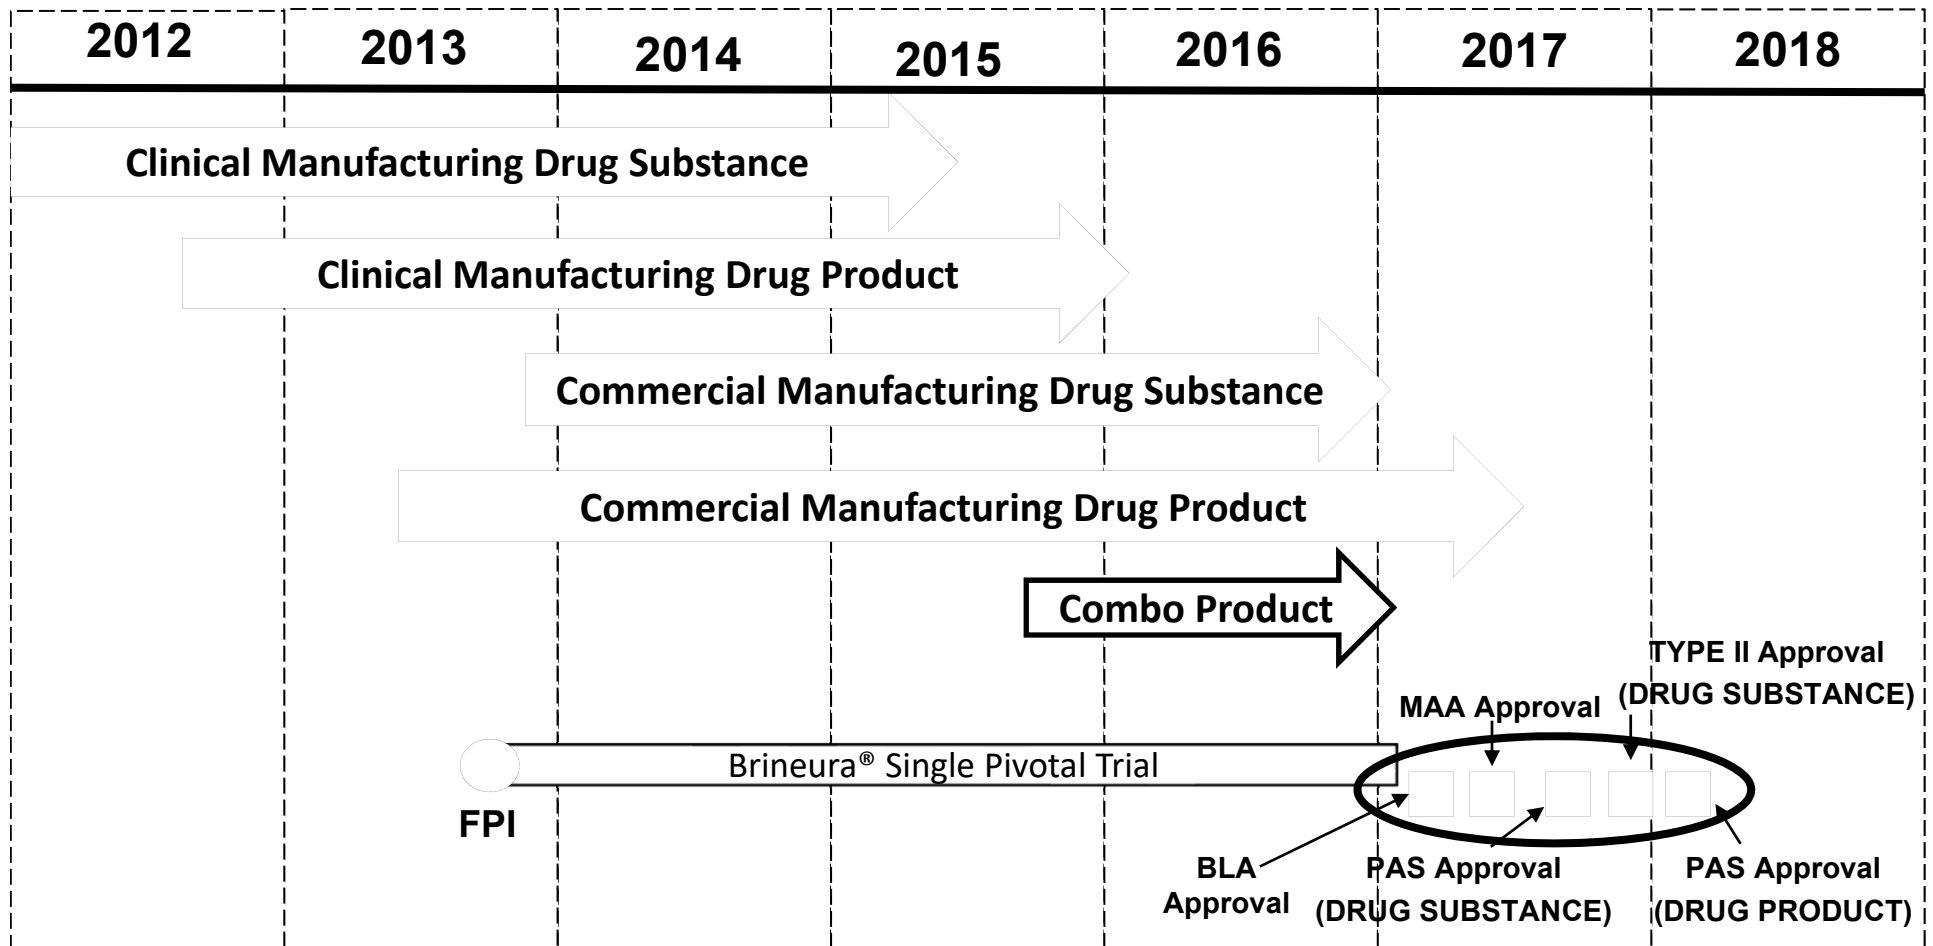 2012 2013 2014 2015 2016 2017 2018
Clinical Manufacturing Drug Substance
Clinical Manufacturing Drug Product
Commercial Manufacturing Drug Substance
Commercial Manufacturing Drug Product
Combo Product
TYPE II Approval
(DRUG SUBSTANCE)
MAA Approval
Brineura® Single Pivotal Trial
FPI
BLA
Approval
PAS Approval
(DRUG SUBSTANCE)
PAS Approval
(DRUG PRODUCT)